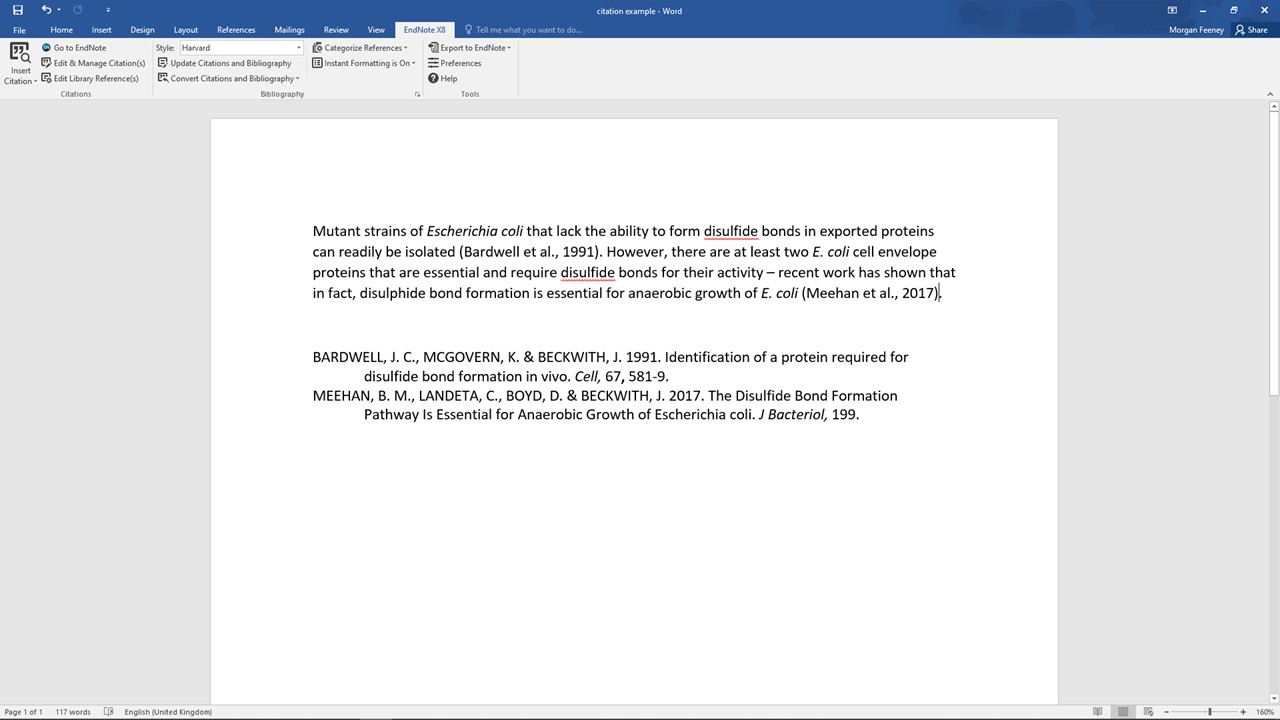 citation example - Word
File Home Insert Design Layout References Mailings Review View EndNote X8 Tell me what you want to do... Morgan Feeney Share
Go to EndNote Style: Harvard Categorize References Export to EndNote
Insert Edit & Manage Citation(s) Update Citations and Bibliography Instant Formatting is On Preferences
Citation Edit Library Reference(s) Convert Citations and Bibliography Help
Citations Bibliography Tools
Mutant strains of Escherichia coli that lack the ability to form disulfide bonds in exported proteins
can readily be isolated (Bardwell et al., 1991). However, there are at least two E. coli cell envelope
proteins that are essential and require disulfide bonds for their activity – recent work has shown that
in fact, disulphide bond formation is essential for anaerobic growth of E. coli (Meehan et al., 2017).
BARDWELL, J. C., MCGOVERN, K. & BECKWITH, J. 1991. Identification of a protein required for
disulfide bond formation in vivo. Cell, 67, 581-9.
MEEHAN, B. M., LANDETA, C., BOYD, D. & BECKWITH, J. 2017. The Disulfide Bond Formation
Pathway Is Essential for Anaerobic Growth of Escherichia coli. J Bacteriol, 199.
Page 1 of 1 117 words English (United Kingdom) 160%